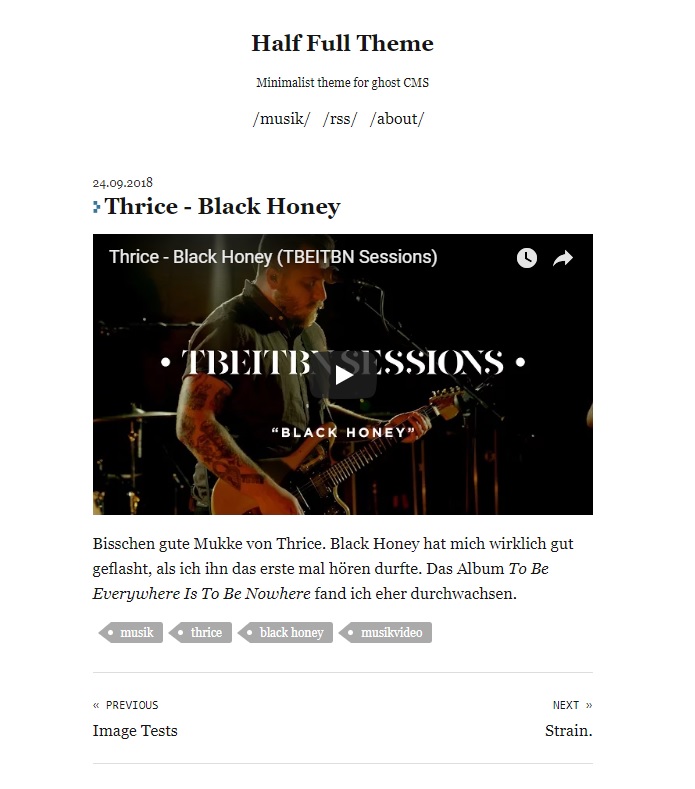 Half Full Theme
Minimalist theme for ghost CMS
/musik/ /rss/ /about/
24.09.2018
Thrice - Black Honey
Thrice - Black Honey (TBEITBN Sessions)
• TBEITBN SESSIONS •
“BLACK HONEY”
Bisschen gute Mukke von Thrice. Black Honey hat mich wirklich gut
geflasht, als ich ihn das erste mal hören durfte. Das Album To Be
Everywhere Is To Be Nowhere fand ich eher durchwachsen.
musik thrice black honey musikvideo
« PREVIOUS NEXT »
Image Tests Strain.